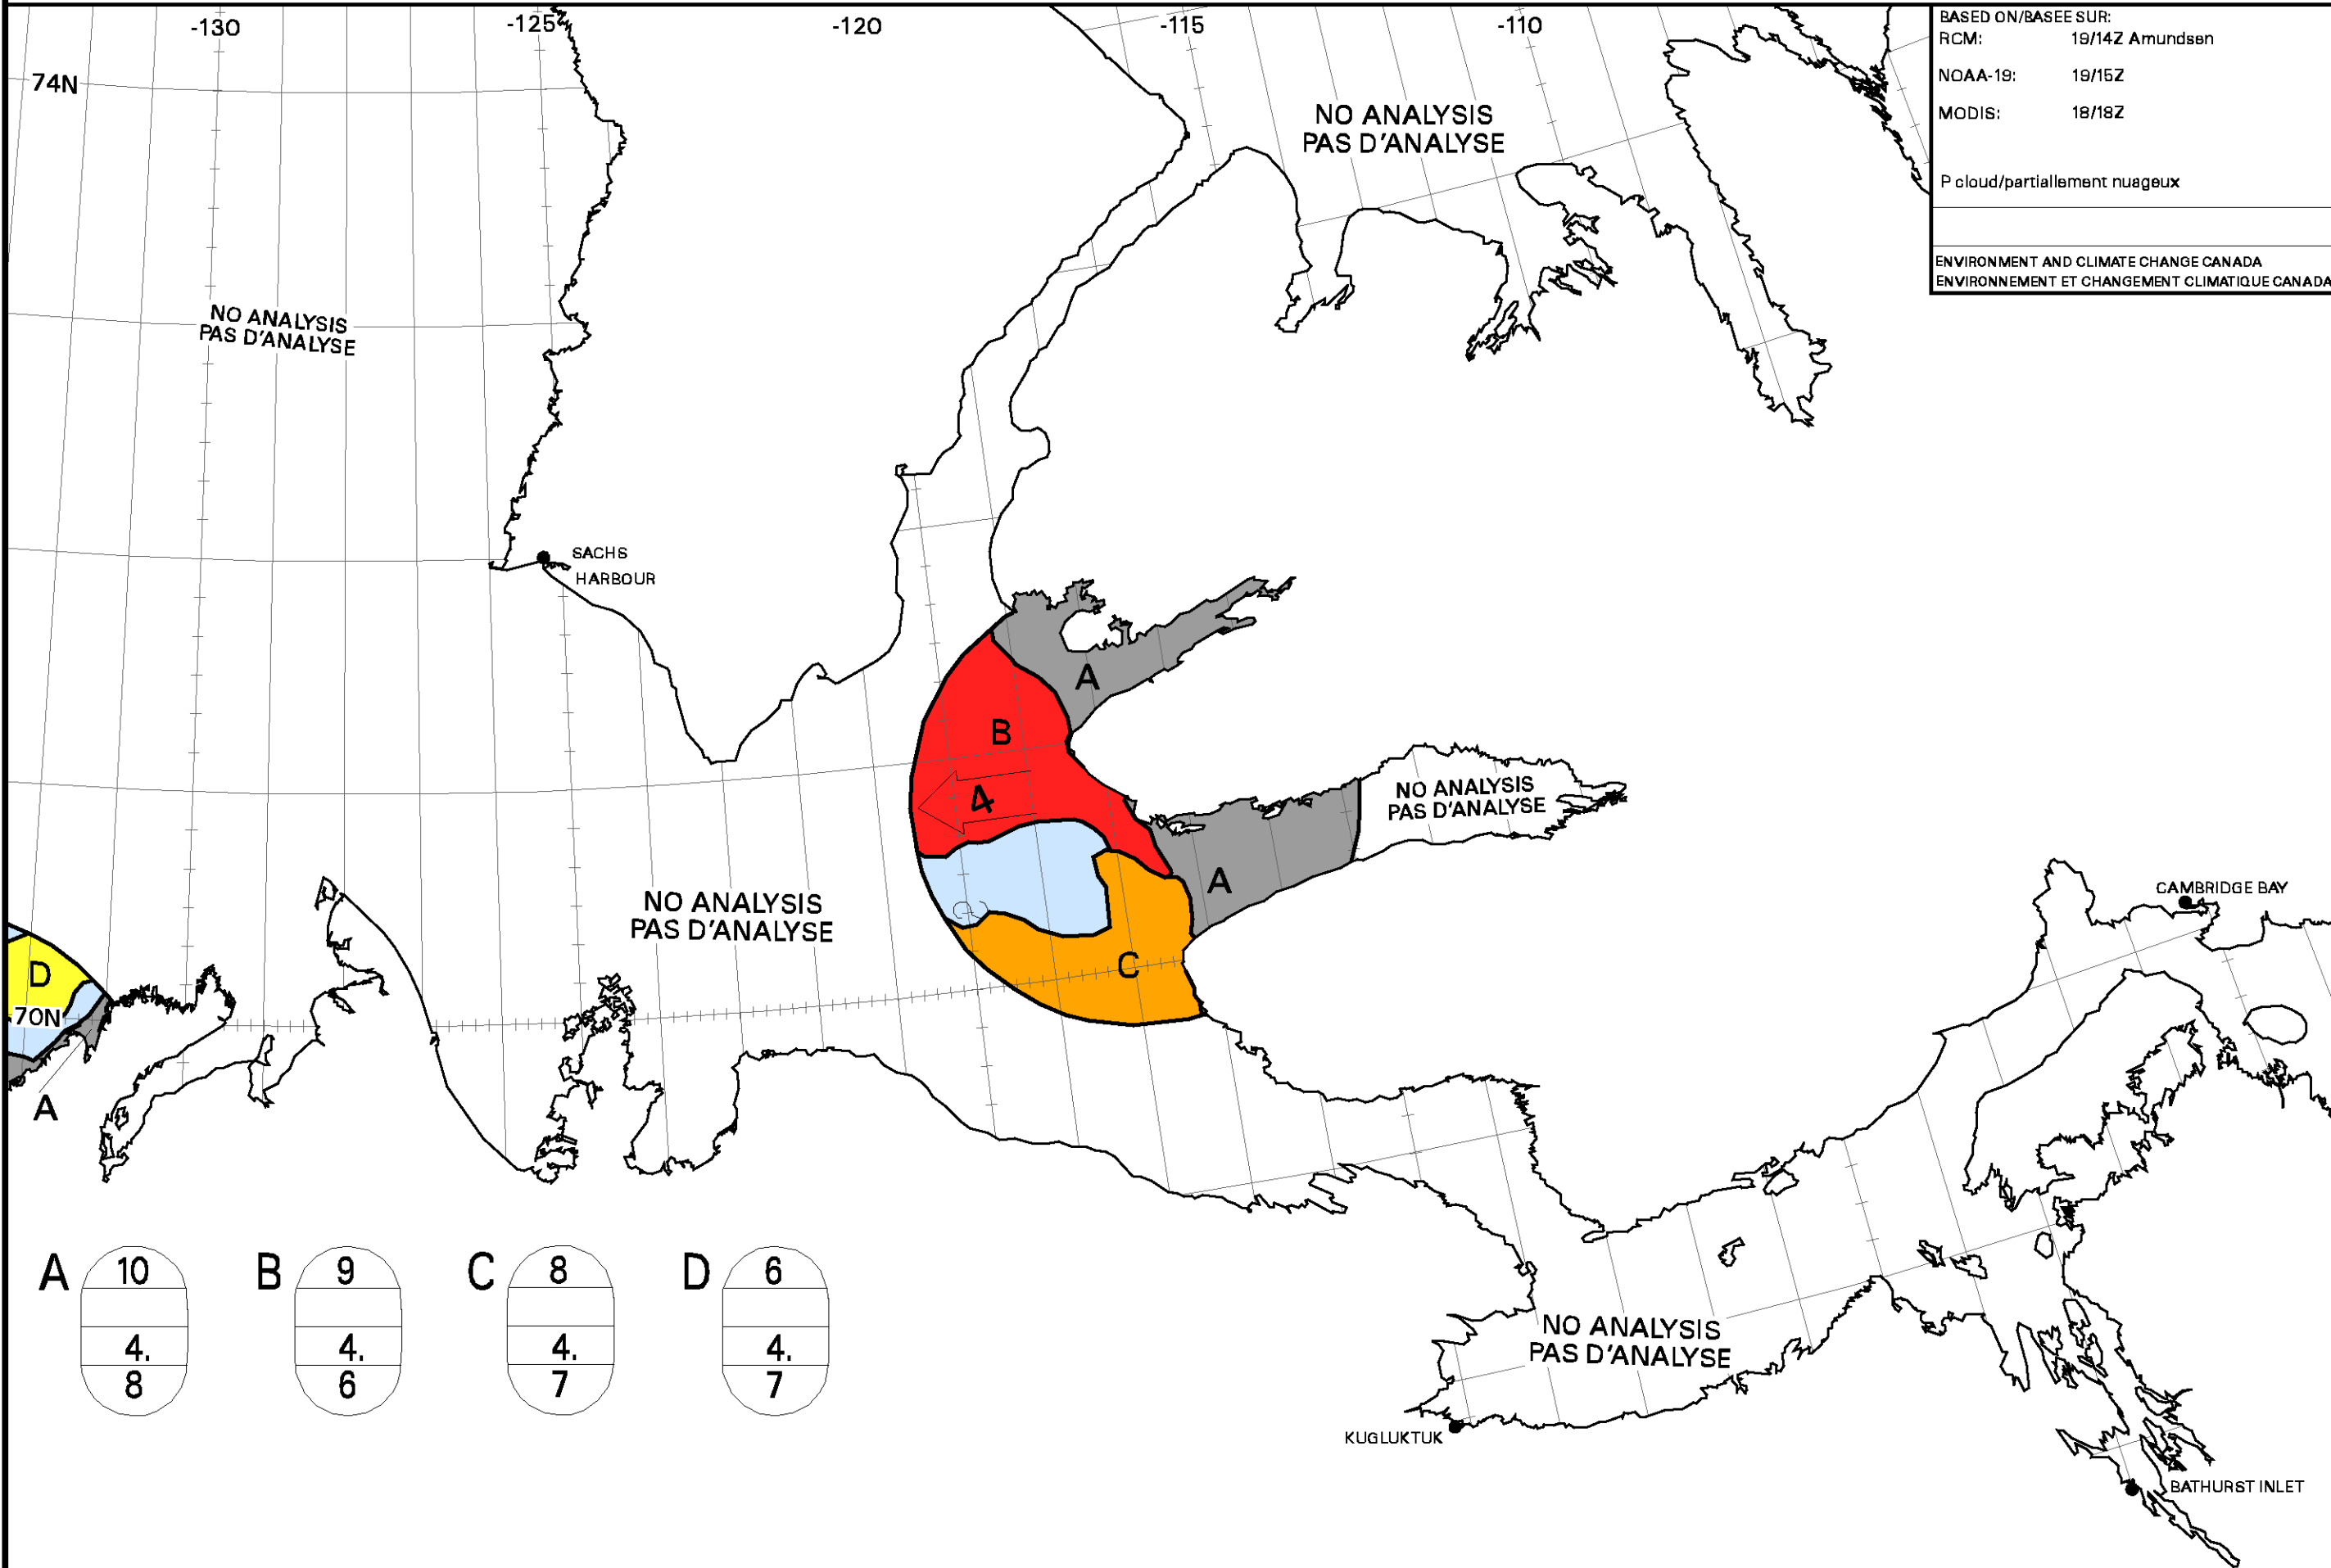 -130
-125
-120
-115
-110
74N
BASED ON/BASEE SUR:
RCM: 19/14Z Amundsen
NOAA-19: 19/15Z
MODIS: 18/18Z
P cloud/partiallement nuageux
ENVIRONMENT AND CLIMATE CHANGE CANADA
ENVIRONNEMENT ET CHANGEMENT CLIMATIQUE CANADA
NO ANALYSIS
PAS D'ANALYSE
NO ANALYSIS
PAS D'ANALYSE
SACHS
HARBOUR
A
B
4
NO ANALYSIS
PAS D'ANALYSE
A
NO ANALYSIS
PAS D'ANALYSE
CAMBRIDGE BAY
C
D
70N
A
A
10
4.
8
B
9
4.
6
C
8
4.
7
D
6
4.
7
NO ANALYSIS
PAS D'ANALYSE
KUGLUKTUK
BATHURST INLET